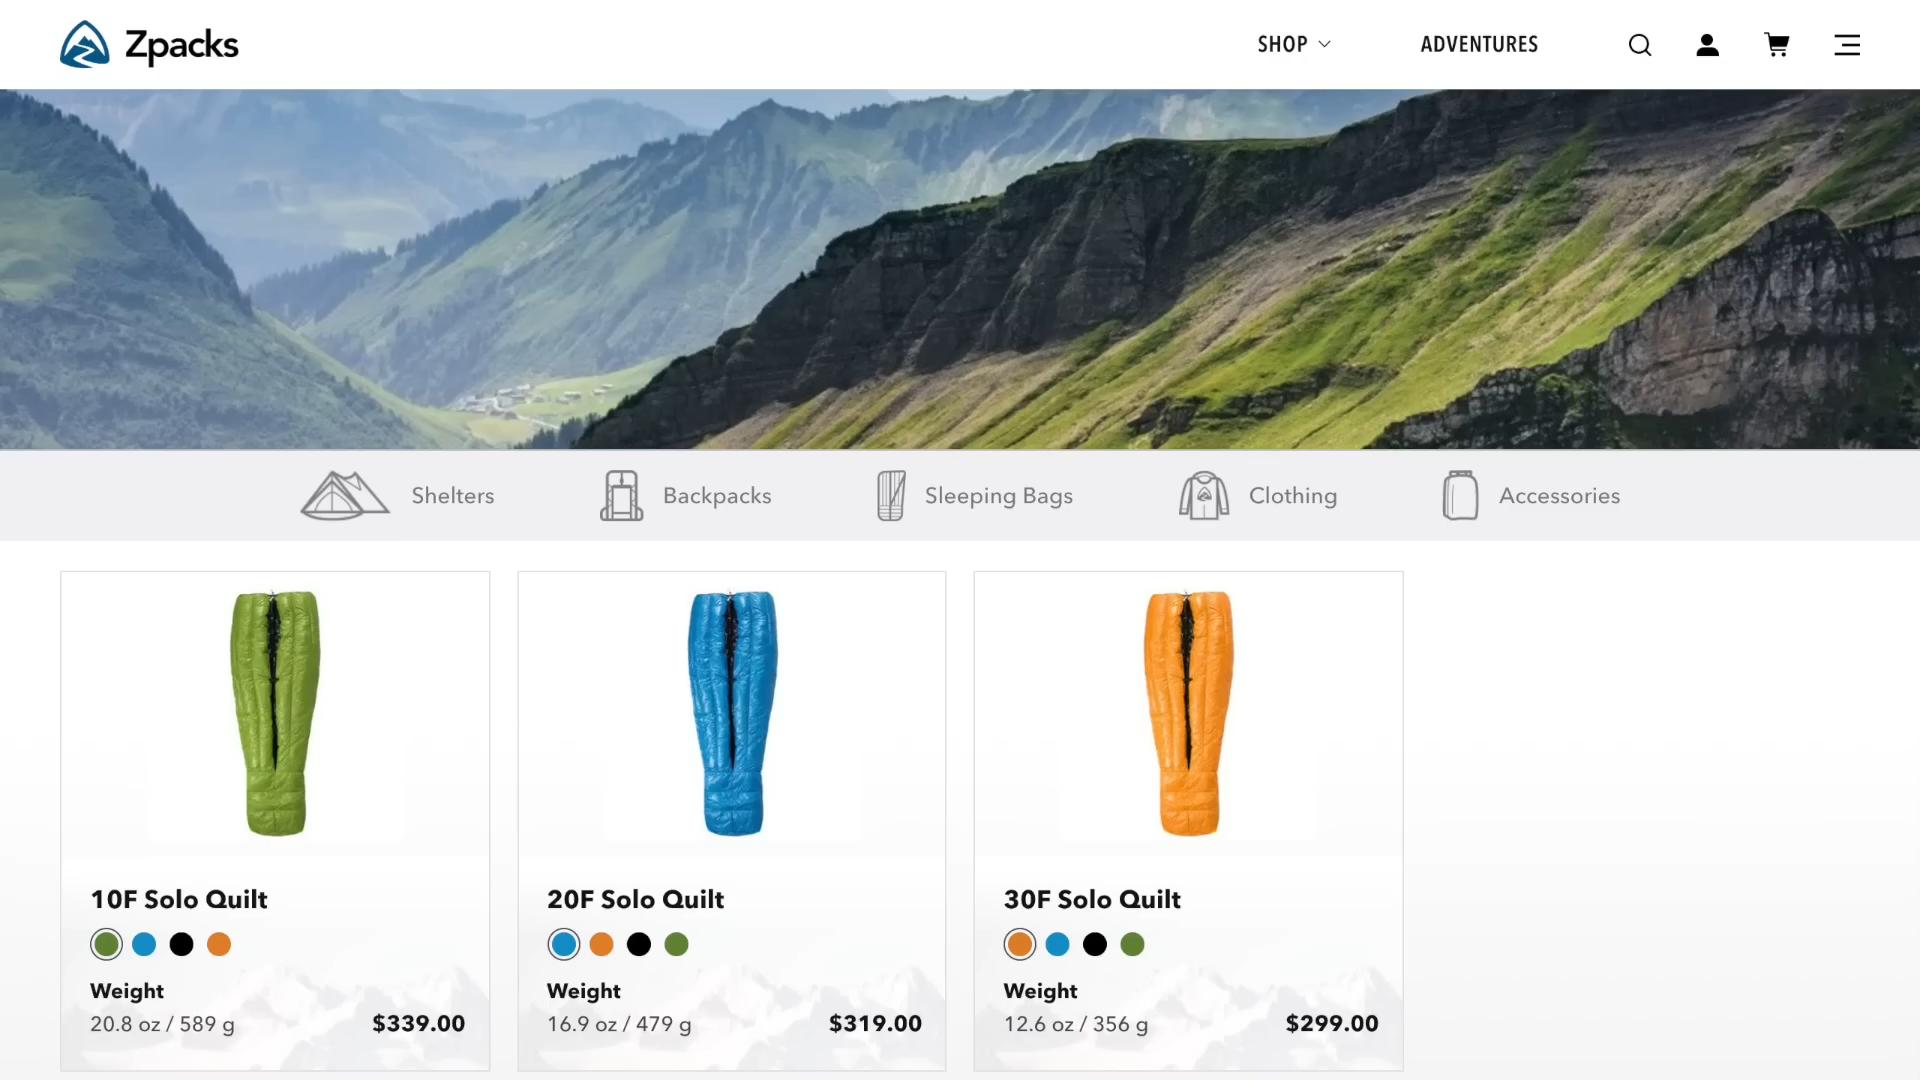 Zpacks
SHOP
ADVENTURES
Shelters
Backpacks
Sleeping Bags
Clothing
Accessories
10F Solo Quilt
Weight
20.8 oz / 589 g
$339.00
20F Solo Quilt
Weight
16.9 oz / 479 g
$319.00
30F Solo Quilt
Weight
12.6 oz / 356 g
$299.00